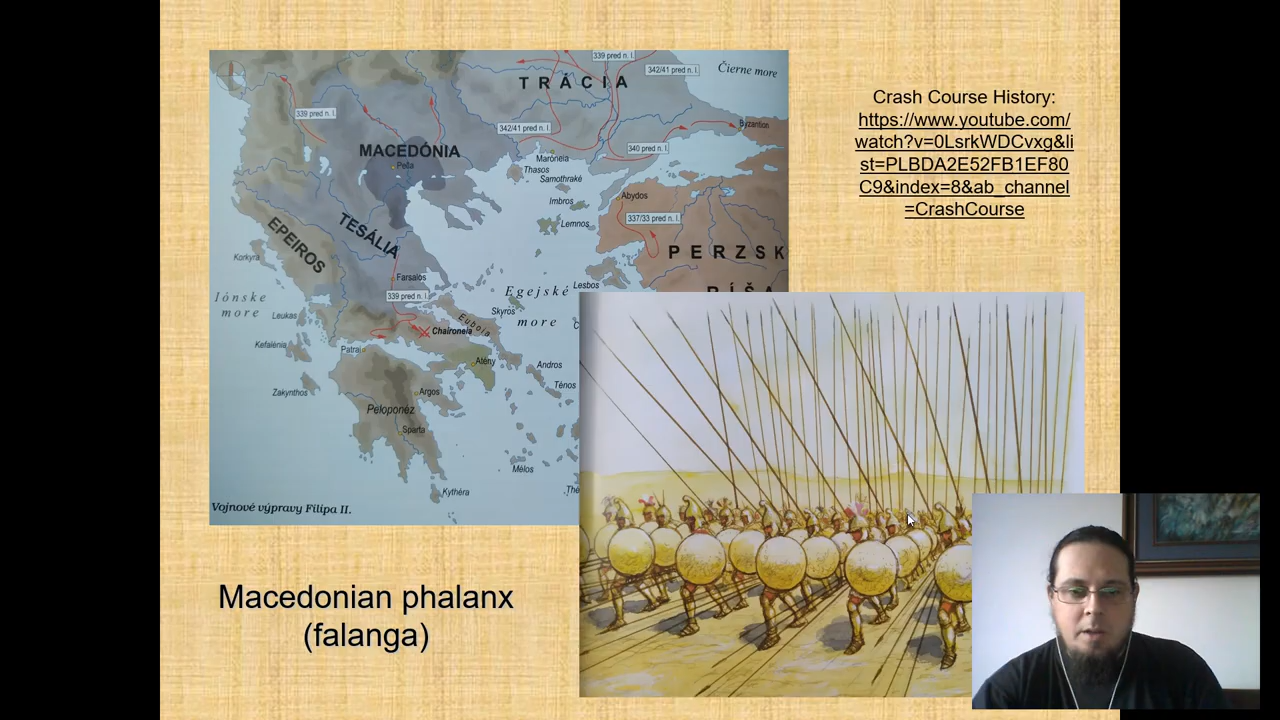 339 pred n. l.
342/41 pred n. l.
Čierne more
TRÁCIA
339 pred n. l.
342/41 pred n. l.
Byzantion
MACEDÓNIA
340 pred n. l.
Pella
Maróneia
Thasos
Samothraké
Abydos
Imbros
337/33 pred n. l.
Lemnos
TESÁLIA
EPEIROS
PERZSK
Korkyra
Farsalos
Lesbos
RÍŠA
Iónske
more
339 pred n. l.
Egejské
more
Skyros
Euboia
Leukas
Chairóneia
Kefalénia
Patrai
Atény
Andros
Zakynthos
Argos
Ténos
Peloponéz
Sparta
Mélos
Kythéra
Thé
Vojnové výpravy Filipa II.
Crash Course History:
https://www.youtube.com/
watch?v=0LsrkWDCvxg&li
st=PLBDA2E52FB1EF80
C9&index=8&ab_channel
=CrashCourse
Macedonian phalanx
(falanga)